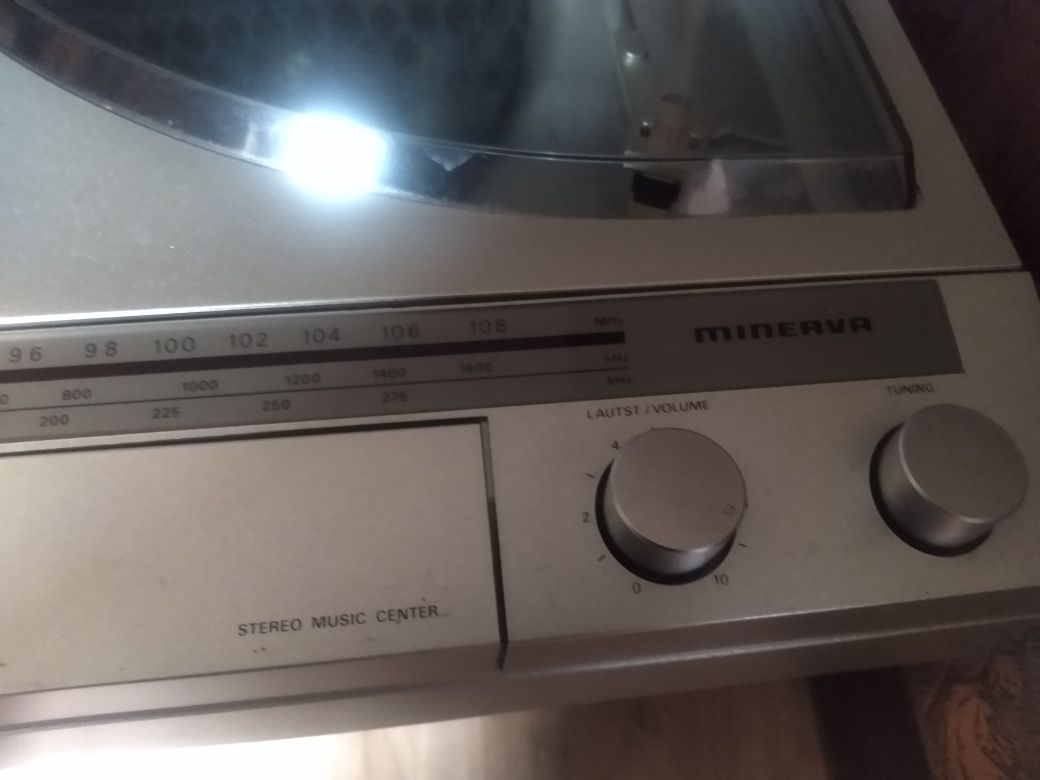 96 98 100 102 104 106 108 MHz
800 1000 1200 1400 1600 kHz
200 225 250 275 kHz
MINERVA
LAUTST / VOLUME
TUNING
4
2
0
10
STEREO MUSIC CENTER